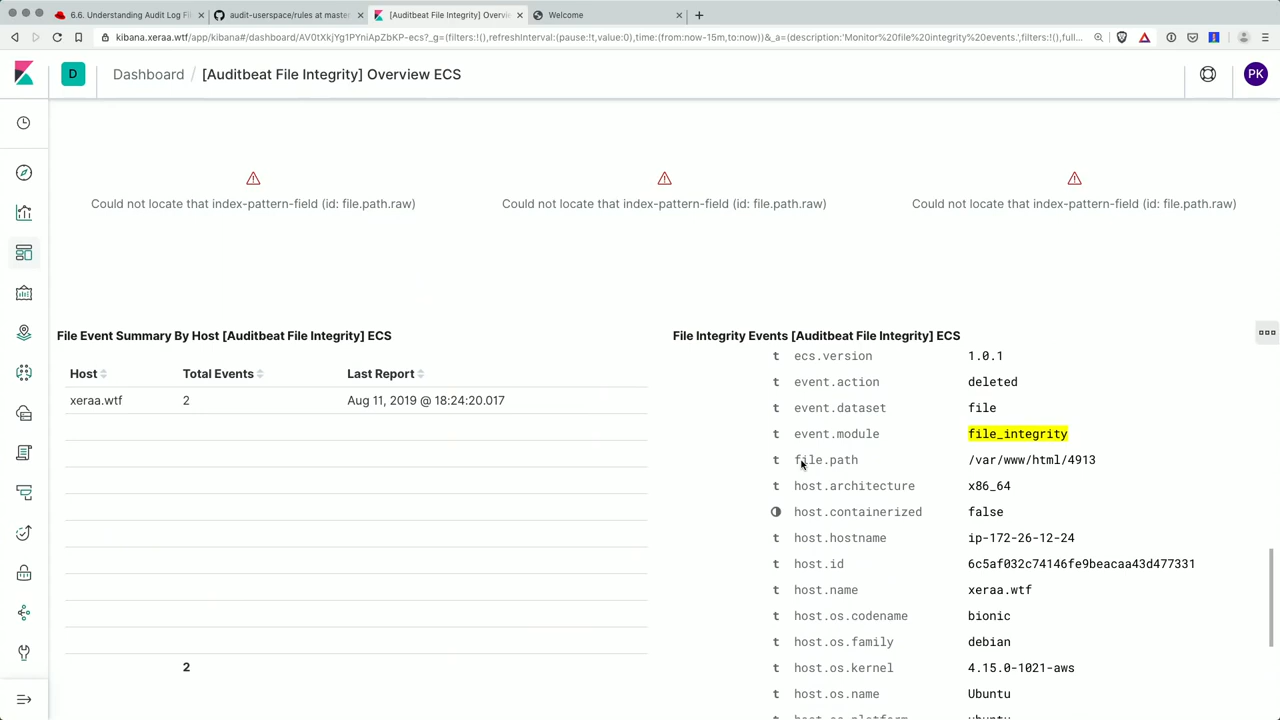 6.6. Understanding Audit Log Fi
audit-userspace/rules at master
[Auditbeat File Integrity] Overvi
Welcome
kibana.xeraa.wtf/app/kibana#/dashboard/AV0tXkjYg1PYniApZbKP-ecs?_g=(filters:!(),refreshInterval:(pause:!t,value:0),time:(from:now-15m,to:now))&_a=(description:'Monitor%20file%20integrity%20events.',filters:!(),full...
D Dashboard / [Auditbeat File Integrity] Overview ECS PK
Could not locate that index-pattern-field (id: file.path.raw)
Could not locate that index-pattern-field (id: file.path.raw)
Could not locate that index-pattern-field (id: file.path.raw)
File Event Summary By Host [Auditbeat File Integrity] ECS
Host Total Events Last Report
xeraa.wtf 2 Aug 11, 2019 @ 18:24:20.017
2
File Integrity Events [Auditbeat File Integrity] ECS
t ecs.version 1.0.1
t event.action deleted
t event.dataset file
t event.module file_integrity
t file.path /var/www/html/4913
t host.architecture x86_64
host.containerized false
t host.hostname ip-172-26-12-24
t host.id 6c5af032c74146fe9beacaa43d477331
t host.name xeraa.wtf
t host.os.codename bionic
t host.os.family debian
t host.os.kernel 4.15.0-1021-aws
t host.os.name Ubuntu
t host.os.platform ubuntu